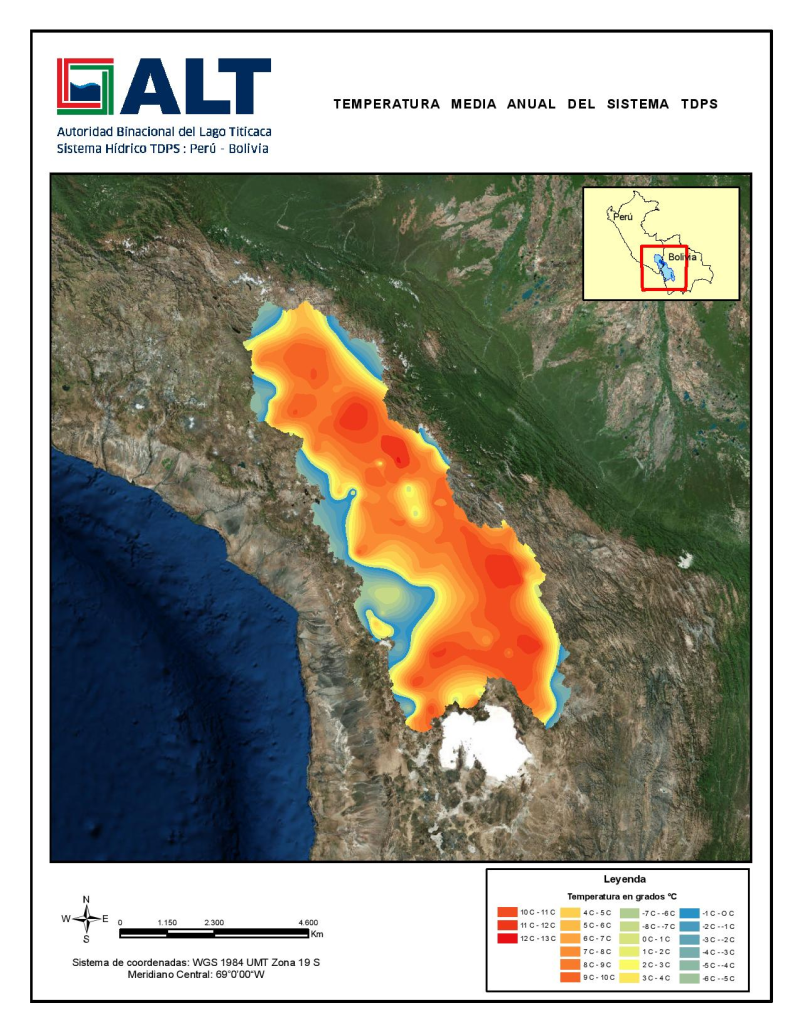 ALT
Autoridad Binacional del Lago Titicaca
Sistema Hídrico TDPS : Perú - Bolivia
TEMPERATURA MEDIA ANUAL DEL SISTEMA TDPS
Perú
Bolivia
N
W E
S
0 1.150 2.300 4.600
Km
Sistema de coordenadas: WGS 1984 UMT Zona 19 S
Meridiano Central: 69°0'00"W
Leyenda
Temperatura en grados ºC
10 C - 11 C 4 C - 5 C -7 C - -6 C -1 C - 0 C
11 C - 12 C 5 C - 6 C -8 C - -7 C -2 C - -1 C
12 C - 13 C 6 C - 7 C 0 C - 1 C -3 C - -2 C
7 C - 8 C 1 C - 2 C -4 C - -3 C
8 C - 9 C 2 C - 3 C -5 C - -4 C
9 C - 10 C 3 C - 4 C -6 C - -5 C